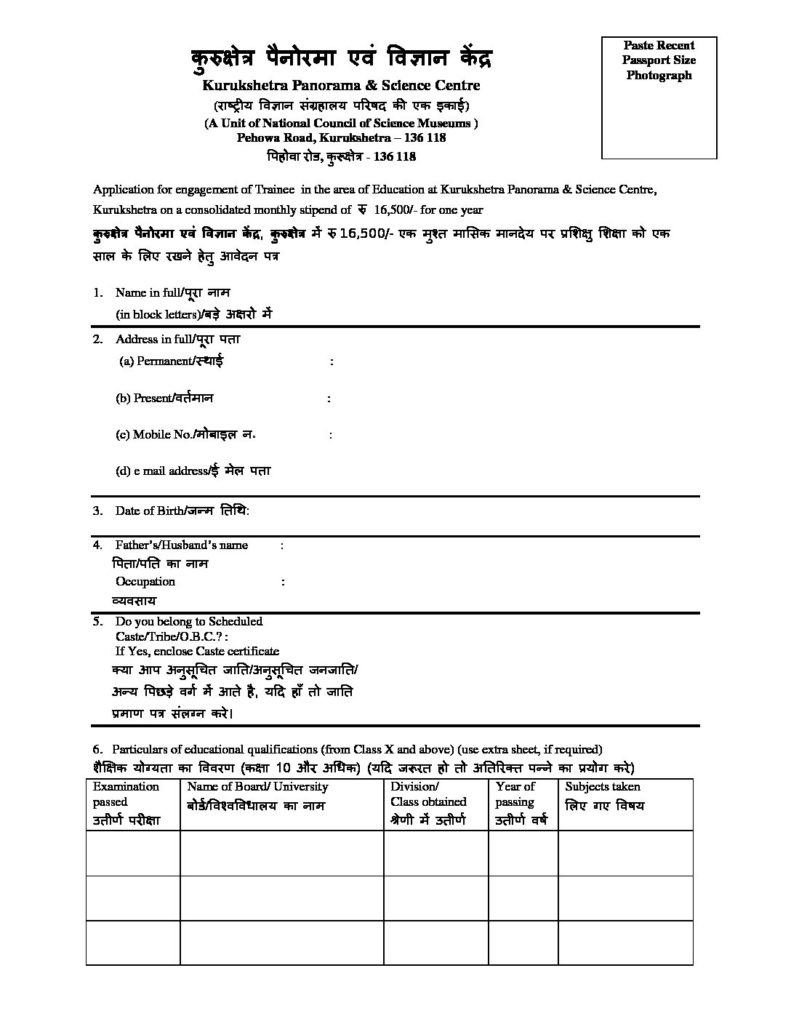 कुरुक्षेत्र पैनोरमा एवं विज्ञान केंद्र
Kurukshetra Panorama & Science Centre
(राष्ट्रीय विज्ञान संग्रहालय परिषद की एक इकाई)
(A Unit of National Council of Science Museums )
Pehowa Road, Kurukshetra – 136 118
पिहोवा रोड, कुरूक्षेत्र - 136 118
Paste Recent
Passport Size
Photograph
Application for engagement of Trainee in the area of Education at Kurukshetra Panorama & Science Centre,
Kurukshetra on a consolidated monthly stipend of रु 16,500/- for one year
कुरुक्षेत्र पैनोरमा एवं विज्ञान केंद्र, कुरुक्षेत्र में रु 16,500/- एक मुश्त मासिक मानदेय पर प्रशिक्षु शिक्षा को एक
साल के लिए रखने हेतु आवेदन पत्र
1. Name in full/पूरा नाम
(in block letters)/बड़े अक्षरो में
2. Address in full/पूरा पता
(a) Permanent/स्थाई :
(b) Present/वर्तमान :
(c) Mobile No./मोबाइल न. :
(d) e mail address/ई मेल पता
3. Date of Birth/जन्म तिथि:
4. Father's/Husband's name :
पिता/पति का नाम
Occupation :
व्यवसाय
5. Do you belong to Scheduled
Caste/Tribe/O.B.C.? :
If Yes, enclose Caste certificate
क्या आप अनुसूचित जाति/अनुसूचित जनजाति/
अन्य पिछड़े वर्ग में आते है, यदि हाँ तो जाति
प्रमाण पत्र संलग्न करे।
6. Particulars of educational qualifications (from Class X and above) (use extra sheet, if required)
शैक्षिक योग्यता का विवरण (कक्षा 10 और अधिक) (यदि जरूरत हो तो अतिरिक्त पन्ने का प्रयोग करे)
Examination passed उतीर्ण परीक्षा
Name of Board/ University बोर्ड/विश्वविधालय का नाम
Division/ Class obtained श्रेणी में उतीर्ण
Year of passing उतीर्ण वर्ष
Subjects taken लिए गए विषय